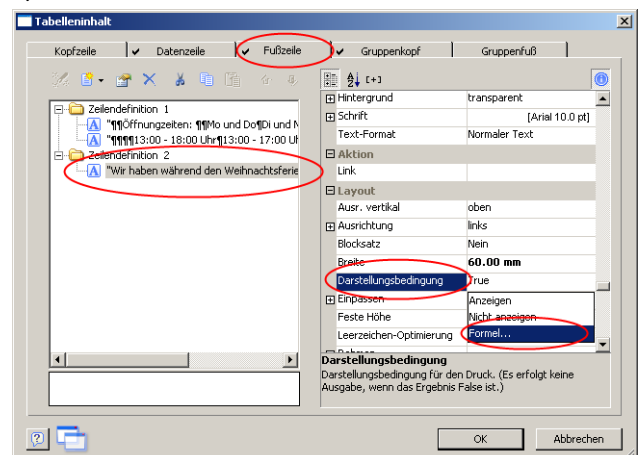 Tabelleninhalt
Kopfzeile
Datenzeile
Fußzeile
Gruppenkopf
Gruppenfuß
[+]
Zeilendefinition 1
"¶¶Öffnungzeiten: ¶¶Mo und Do¶Di und M
"¶¶¶¶13:00 - 18:00 Uhr¶13:00 - 17:00 Uh
Zeilendefinition 2
"Wir haben während den Weihnachtsferie
Hintergrund transparent
Schrift [Arial 10.0 pt]
Text-Format Normaler Text
Aktion
Link
Layout
Ausr. vertikal oben
Ausrichtung links
Blocksatz Nein
Breite 60.00 mm
Darstellungsbedingung True
Einpassen Anzeigen
Feste Höhe Nicht anzeigen
Leerzeichen-Optimierung Formel...
Rahmen
Darstellungsbedingung
Darstellungsbedingung für den Druck. (Es erfolgt keine
Ausgabe, wenn das Ergebnis False ist.)
OK
Abbrechen